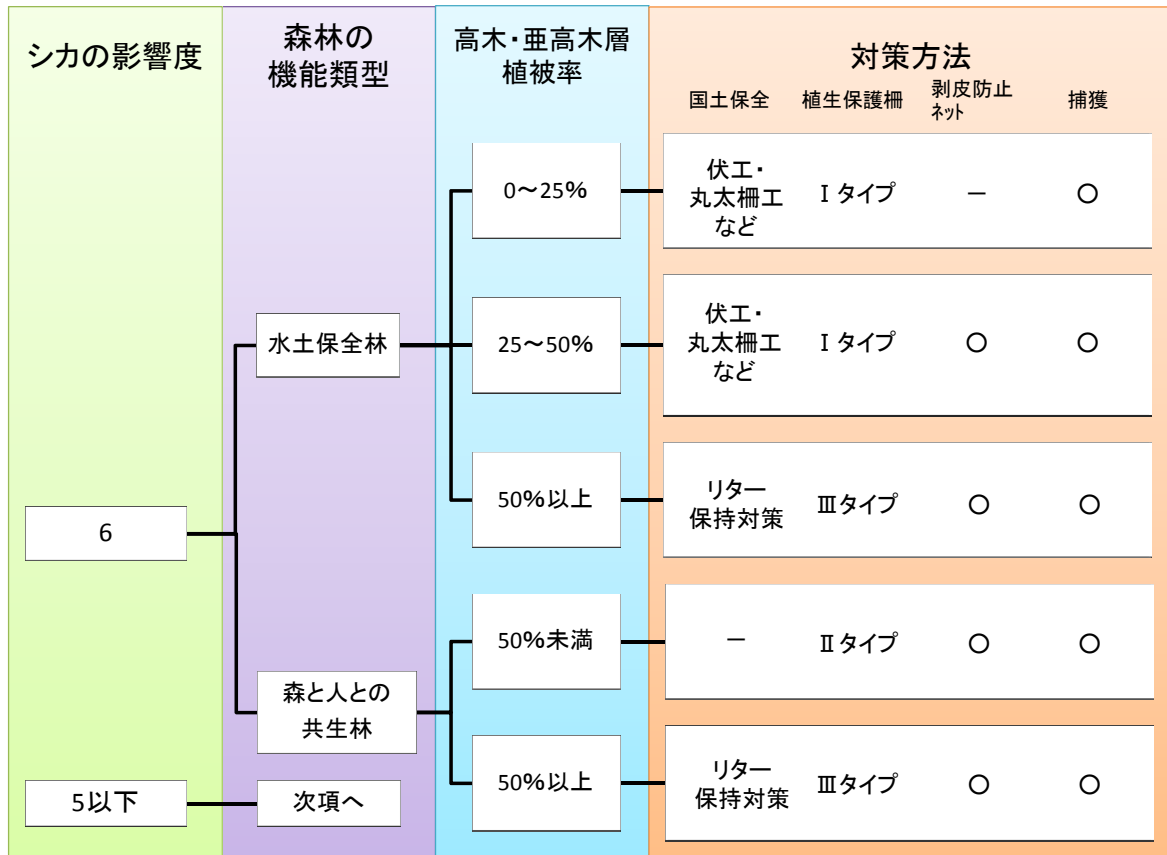 シカの影響度
森林の
機能類型
高木・亜高木層
植被率
対策方法
国土保全
植生保護柵
剥皮防止
ネット
捕獲
0～25%
伏工・
丸太柵工
など
Ⅰ タイプ
－
○
水土保全林
25～50%
伏工・
丸太柵工
など
Ⅰ タイプ
○
○
50%以上
リター
保持対策
Ⅲタイプ
○
○
6
50%未満
－
Ⅱ タイプ
○
○
森と人との
共生林
50%以上
リター
保持対策
Ⅲタイプ
○
○
5以下
次項へ